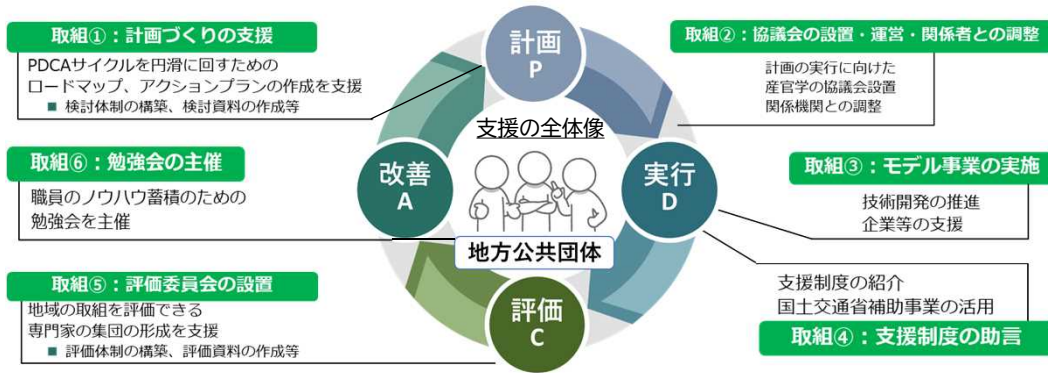 取組①：計画づくりの支援
PDCAサイクルを円滑に回すための
ロードマップ、アクションプランの作成を支援
■ 検討体制の構築、検討資料の作成等
計画
P
取組②：協議会の設置・運営・関係者との調整
計画の実行に向けた
産官学の協議会設置
関係機関との調整
支援の全体像
取組⑥：勉強会の主催
職員のノウハウ蓄積のための
勉強会を主催
改善
A
実行
D
取組③：モデル事業の実施
技術開発の推進
企業等の支援
地方公共団体
取組⑤：評価委員会の設置
地域の取組を評価できる
専門家の集団の形成を支援
■ 評価体制の構築、評価資料の作成等
評価
C
支援制度の紹介
国土交通省補助事業の活用
取組④：支援制度の助言